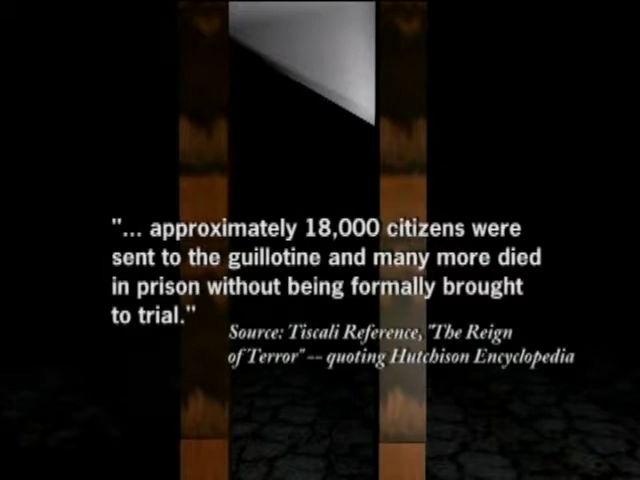 "... approximately 18,000 citizens were
sent to the guillotine and many more died
in prison without being formally brought
to trial."
Source: Tiscali Reference, "The Reign
of Terror" -- quoting Hutchison Encyclopedia